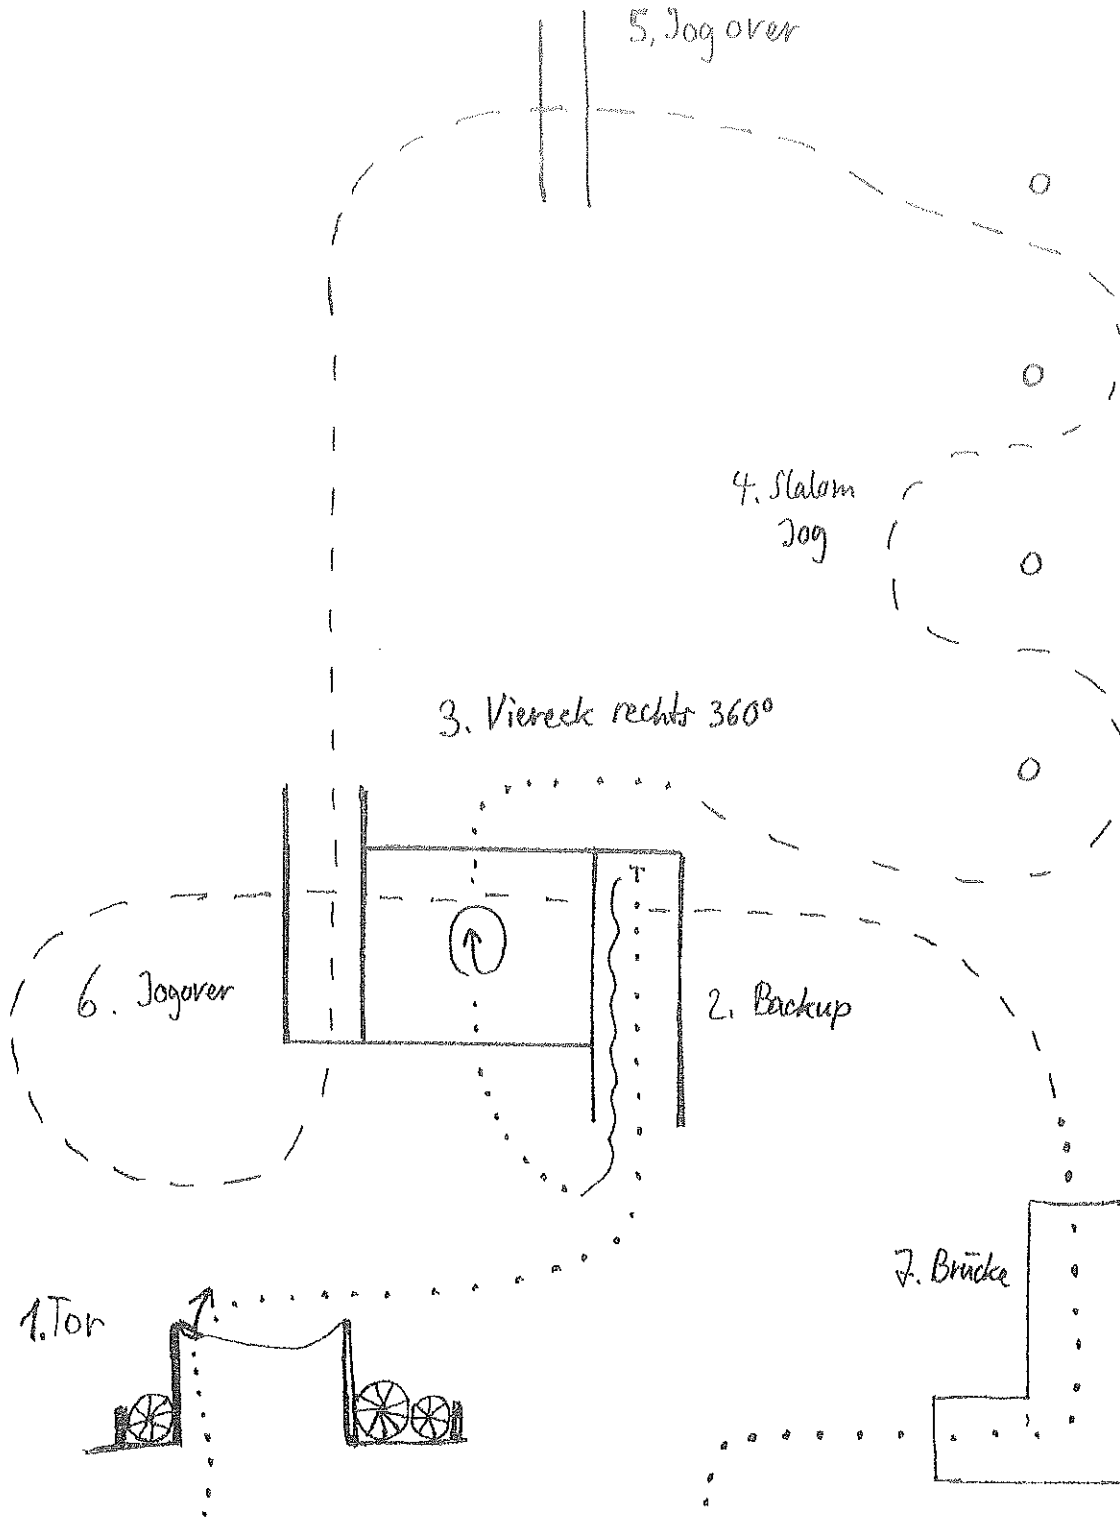 5. Jog over
4. Slalom
Jog
3. Viereck rechts 360°
6. Jogover
2. Backup
7. Brücke
1. Tor